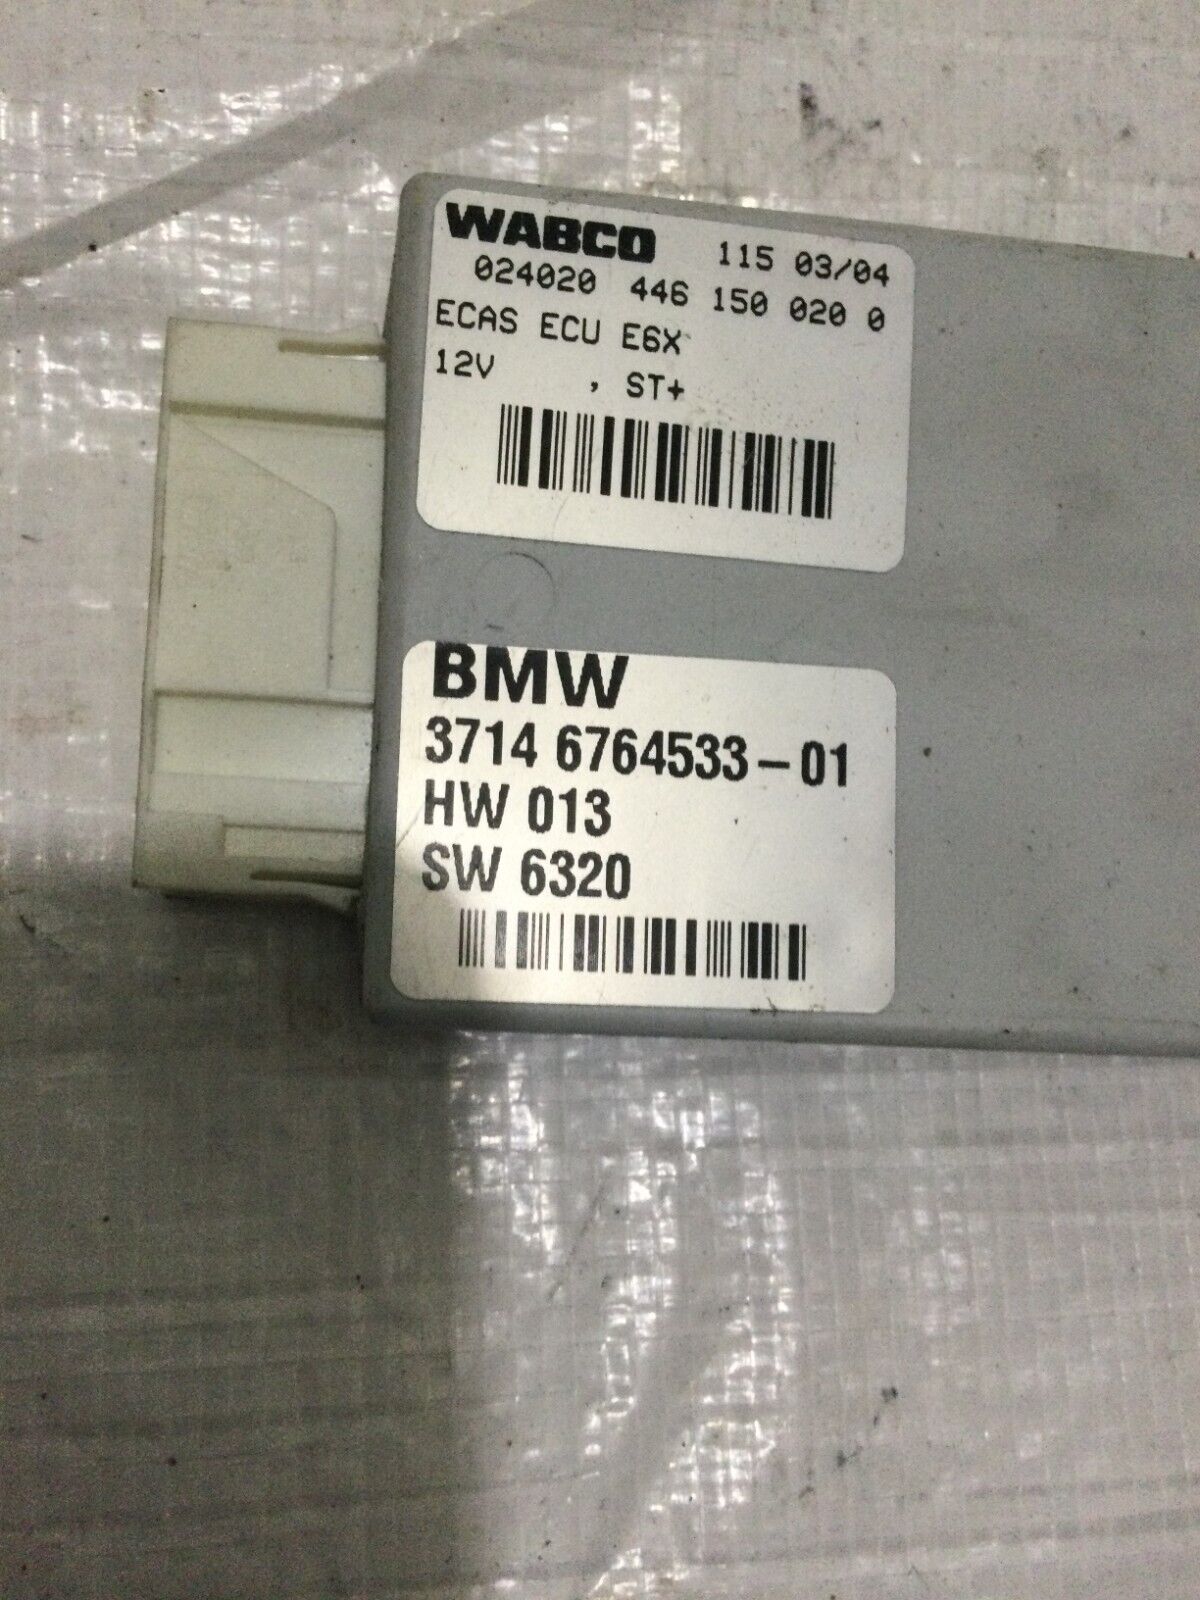 WABCO 115 03/04
024020 446 150 020 0
ECAS ECU E6X
12V , ST+
BMW
3714 6764533-01
HW 013
SW 6320